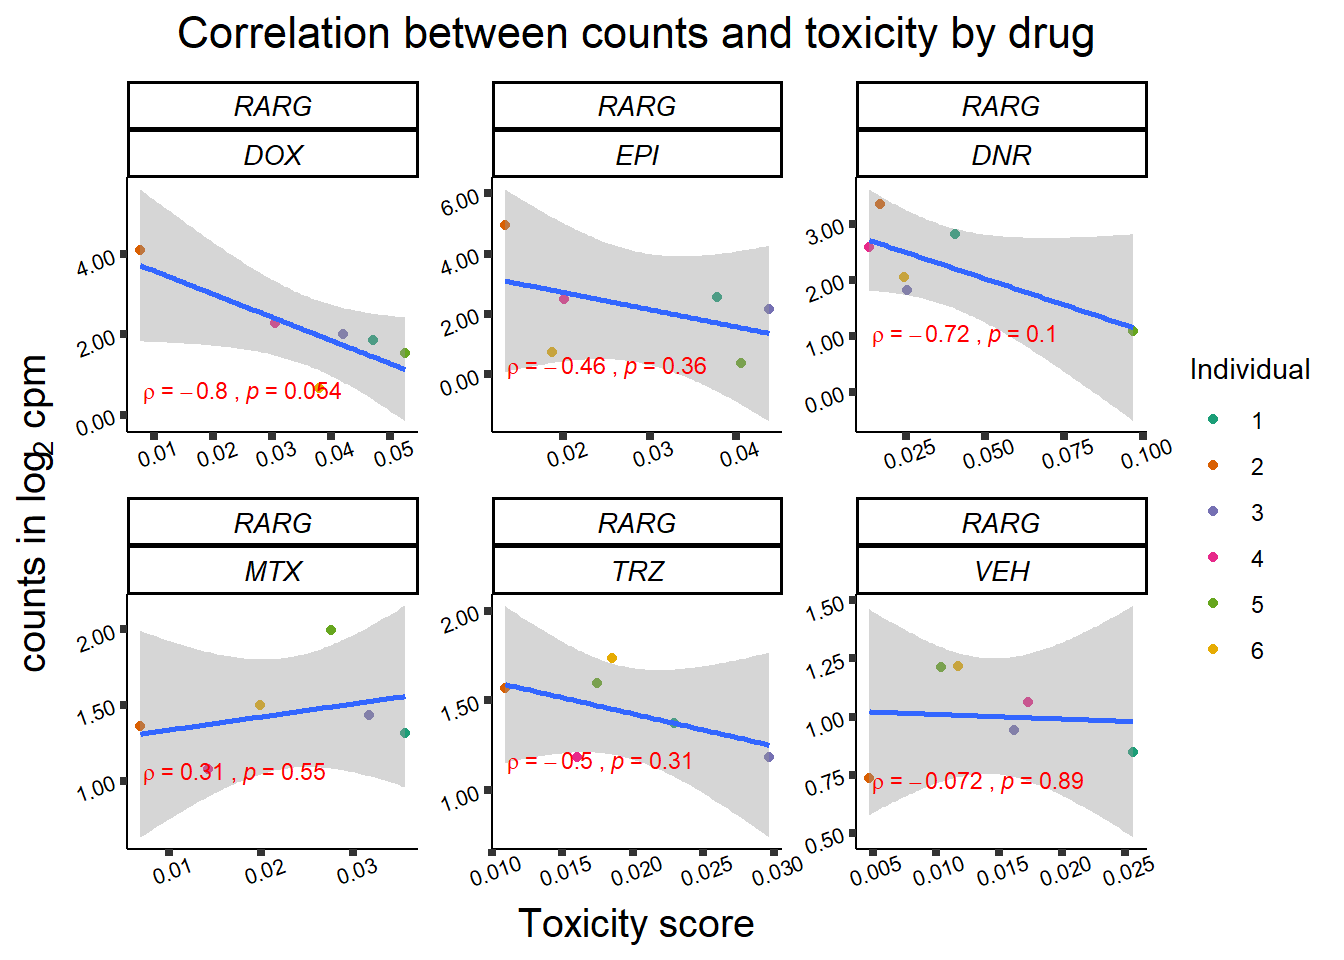 Correlation between counts and toxicity by drug
counts in log2 cpm
RARG
DOX
4.00
2.00
0.00
ρ = −0.8 , p = 0.054
0.01 0.02 0.03 0.04 0.05
RARG
EPI
6.00
4.00
2.00
0.00
ρ = −0.46 , p = 0.36
0.02 0.03 0.04
RARG
DNR
3.00
2.00
1.00
0.00
ρ = −0.72 , p = 0.1
0.025 0.050 0.075 0.100
RARG
MTX
2.00
1.50
1.00
ρ = 0.31 , p = 0.55
0.01 0.02 0.03
RARG
TRZ
2.00
1.50
1.00
ρ = −0.5 , p = 0.31
0.010 0.015 0.020 0.025 0.030
RARG
VEH
1.50
1.25
1.00
0.75
0.50
ρ = −0.072 , p = 0.89
0.005 0.010 0.015 0.020 0.025
Toxicity score
Individual
1
2
3
4
5
6